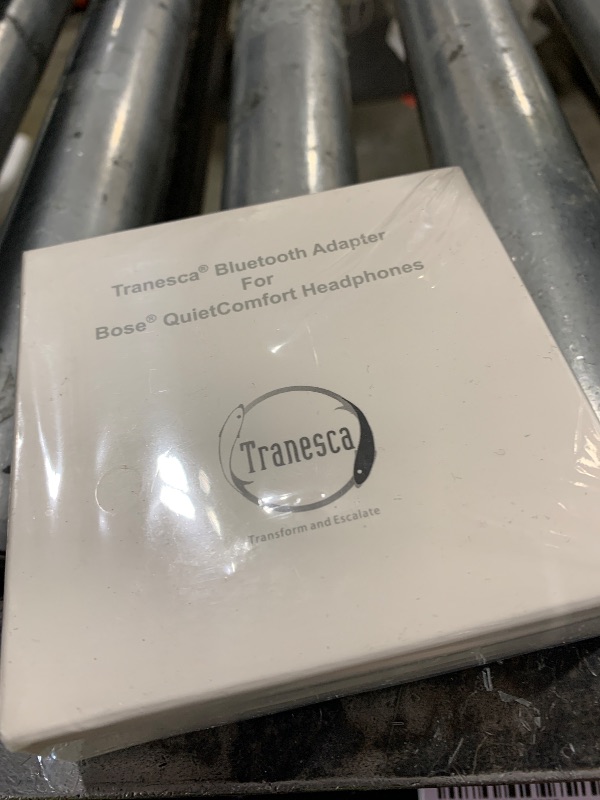 Tranesca® Bluetooth Adapter
For
Bose® QuietComfort Headphones
Tranesca
Transform and Escalate